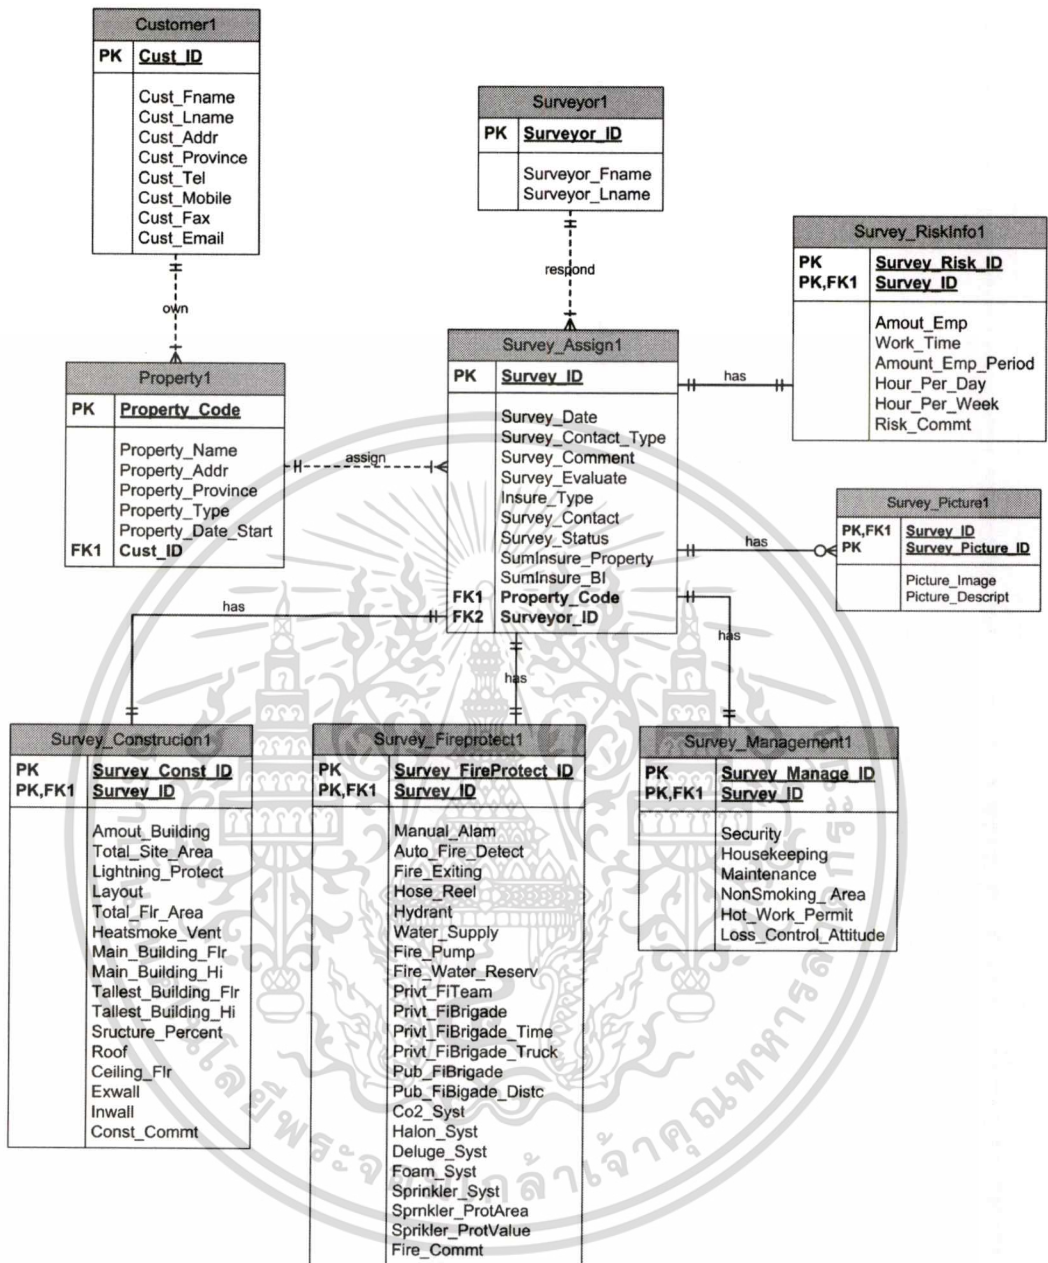 Customer1
PK Cust_ID
Cust_Fname
Cust_Lname
Cust_Addr
Cust_Province
Cust_Tel
Cust_Mobile
Cust_Fax
Cust_Email
own
Surveyor1
PK Surveyor_ID
Surveyor_Fname
Surveyor_Lname
respond
Survey_RiskInfo1
PK Survey_Risk_ID
PK,FK1 Survey_ID
Amout_Emp
Work_Time
Amount_Emp_Period
Hour_Per_Day
Hour_Per_Week
Risk_Commt
Property1
PK Property_Code
Property_Name
Property_Addr
Property_Province
Property_Type
Property_Date_Start
FK1 Cust_ID
assign
Survey_Assign1
PK Survey_ID
Survey_Date
Survey_Contact_Type
Survey_Comment
Survey_Evaluate
Insure_Type
Survey_Contact
Survey_Status
SumInsure_Property
SumInsure_BI
FK1 Property_Code
FK2 Surveyor_ID
has
has
Survey_Picture1
PK,FK1 Survey_ID
PK Survey_Picture_ID
Picture_Image
Picture_Descript
has
has
has
Survey_Construcion1
PK Survey_Const_ID
PK,FK1 Survey_ID
Amout_Building
Total_Site_Area
Lightning_Protect
Layout
Total_Flr_Area
Heatsmoke_Vent
Main_Building_Flr
Main_Building_Hi
Tallest_Building_Flr
Tallest_Building_Hi
Sructure_Percent
Roof
Ceiling_Flr
Exwall
Inwall
Const_Commt
Survey_Fireprotect1
PK Survey_FireProtect_ID
PK,FK1 Survey_ID
Manual_Alam
Auto_Fire_Detect
Fire_Exiting
Hose_Reel
Hydrant
Water_Supply
Fire_Pump
Fire_Water_Reserv
Privt_FiTeam
Privt_FiBrigade
Privt_FiBrigade_Time
Privt_FiBrigade_Truck
Pub_FiBrigade
Pub_FiBigade_Distc
Co2_Syst
Halon_Syst
Deluge_Syst
Foam_Syst
Sprinkler_Syst
Sprnkler_ProtArea
Sprikler_ProtValue
Fire_Commt
Survey_Management1
PK Survey_Manage_ID
PK,FK1 Survey_ID
Security
Housekeeping
Maintenance
NonSmoking_Area
Hot_Work_Permit
Loss_Control_Attitude